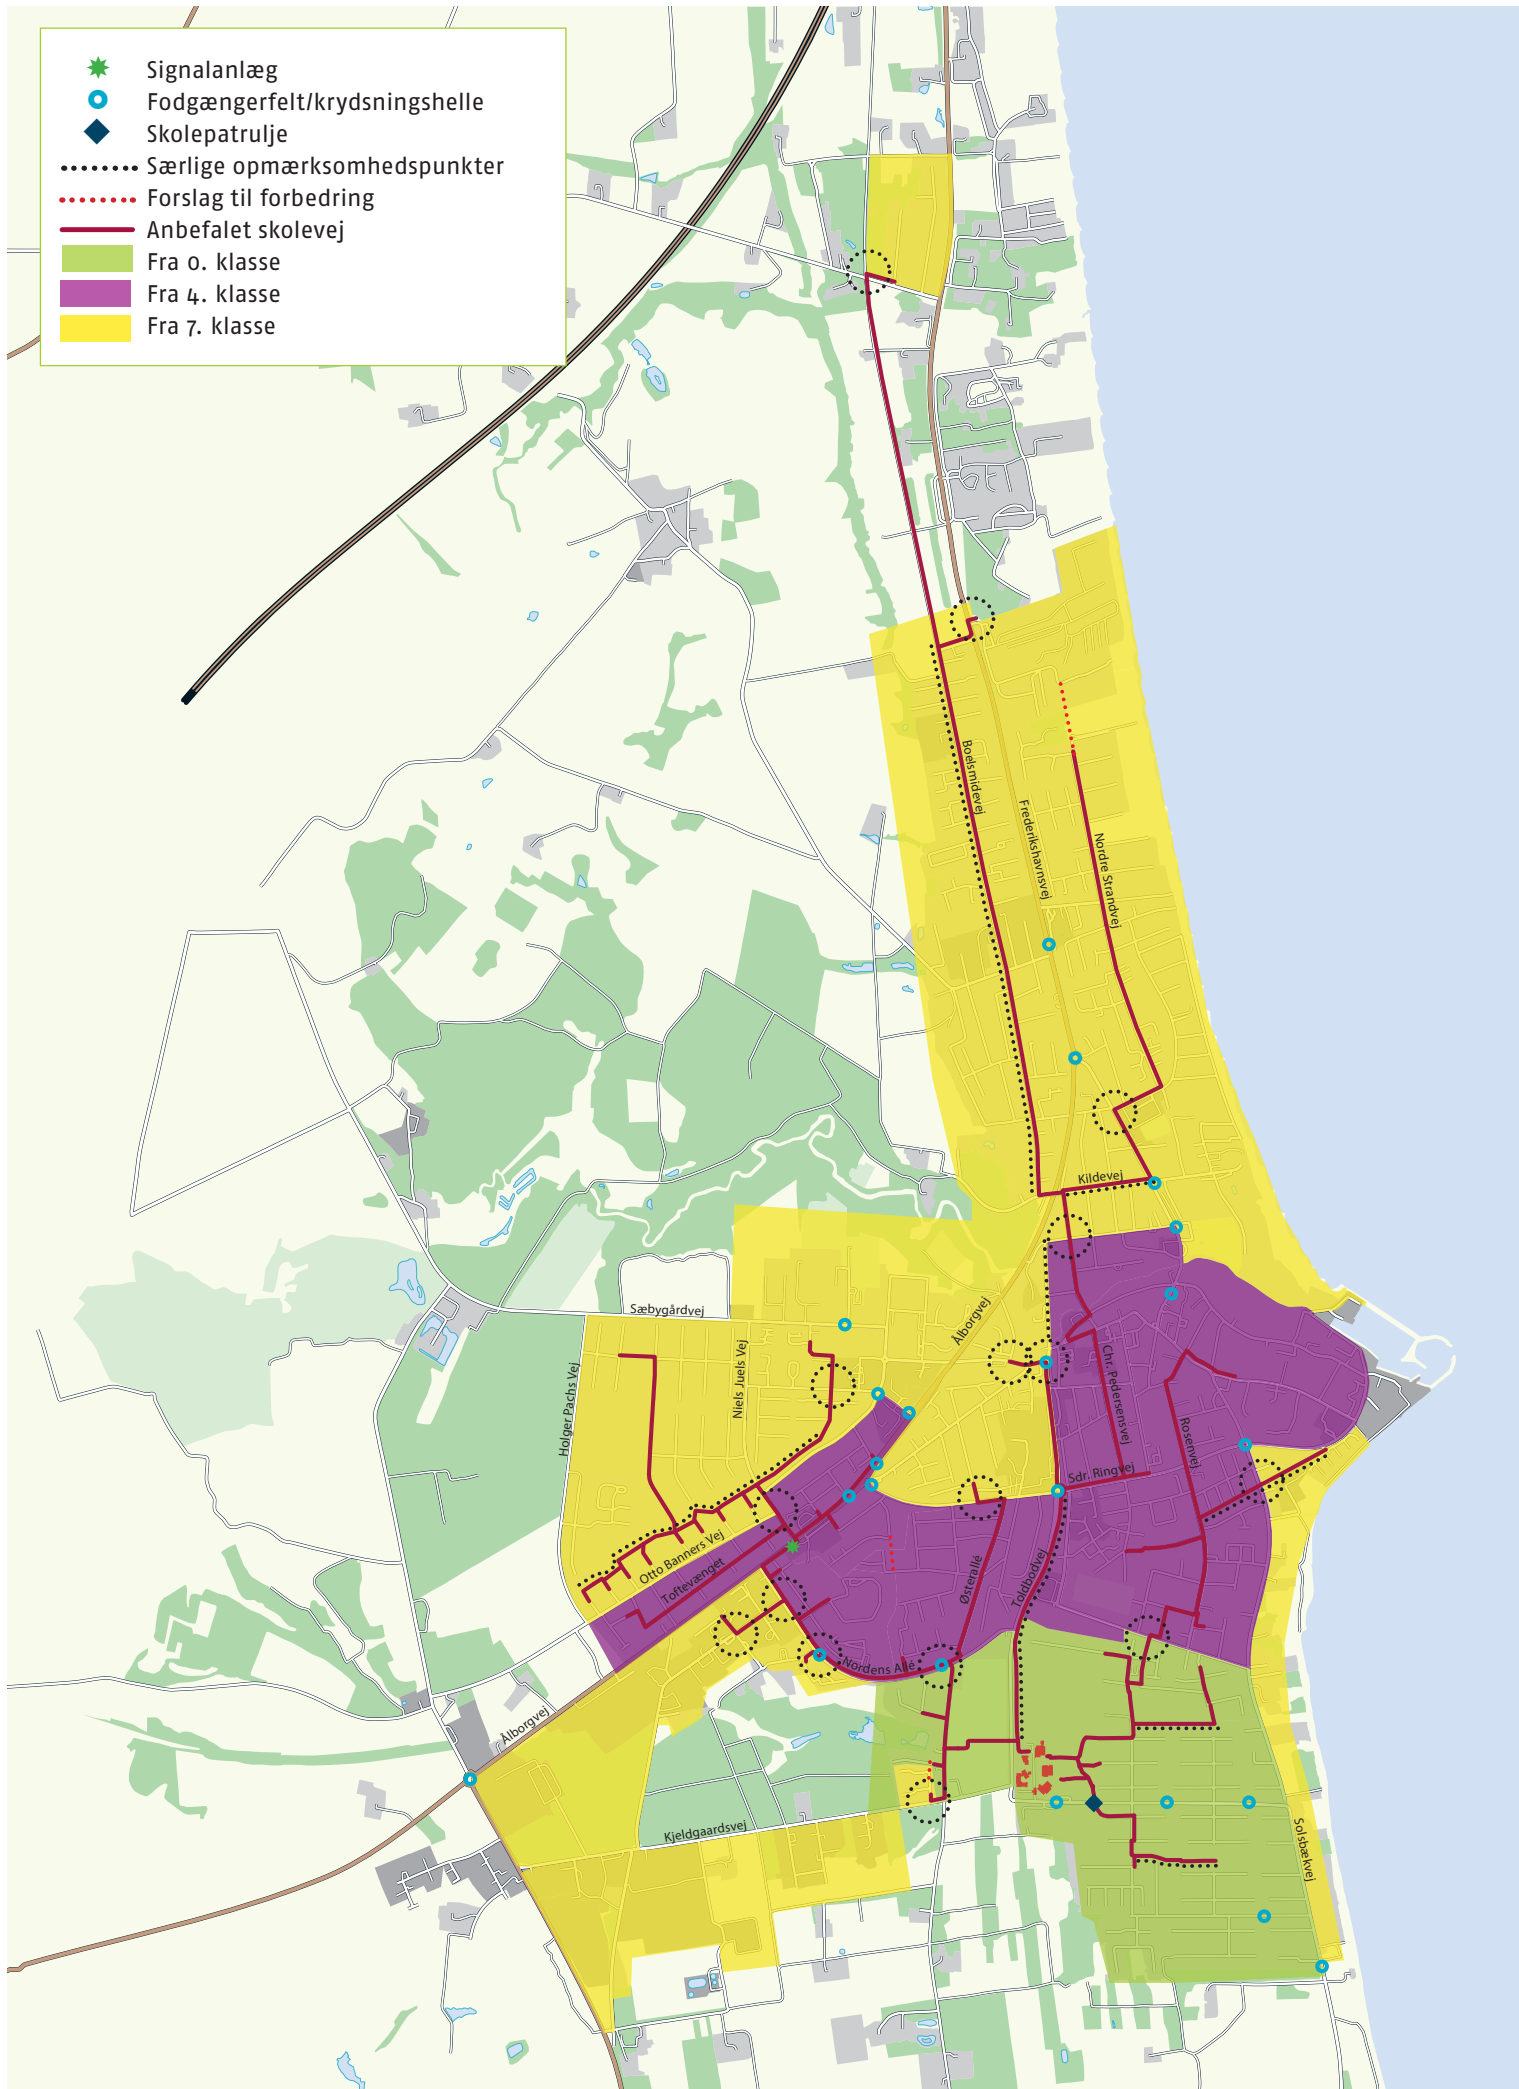 Signalanlæg
Fodgængerfelt/krydsningshelle
Skolepatrulje
Særlige opmærksomhedspunkter
Forslag til forbedring
Anbefalet skolevej
Fra 0. klasse
Fra 4. klasse
Fra 7. klasse
Boelsmidevej
Frederikshavnsvej
Nordre Strandvej
Kildevej
Sæbygårdvej
Ålborgvej
Niels Juels Vej
Holger Pachs Vej
Chr. Pedersensvej
Rosenvej
Sdr. Ringvej
Otto Banners Vej
Toftevænget
Østerallé
Toldbodvej
Nordens Allé
Ålborgvej
Kjeldgaardsvej
Solsbækvej